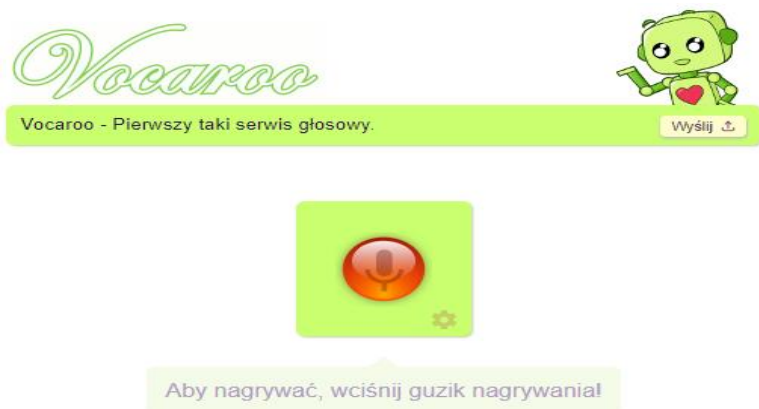 Vocaroo
Vocaroo - Pierwszy taki serwis głosowy.
Wyślij
Aby nagrywać, wciśnij guzik nagrywania!